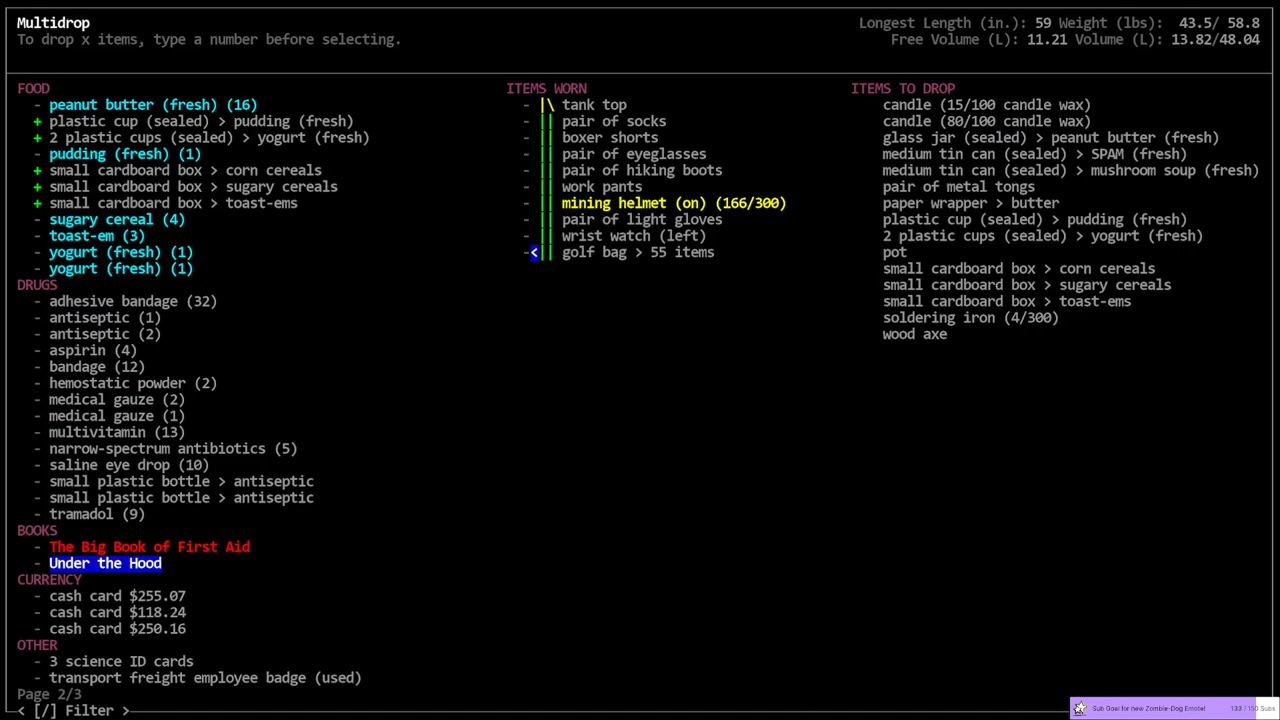 Multidrop
Longest Length (in.): 59 Weight (lbs): 43.5/ 58.8
To drop x items, type a number before selecting.
Free Volume (L): 11.21 Volume (L): 13.82/48.04
FOOD
- peanut butter (fresh) (16)
+ plastic cup (sealed) > pudding (fresh)
+ 2 plastic cups (sealed) > yogurt (fresh)
- pudding (fresh) (1)
+ small cardboard box > corn cereals
+ small cardboard box > sugary cereals
+ small cardboard box > toast-ems
- sugary cereal (4)
- toast-em (3)
- yogurt (fresh) (1)
- yogurt (fresh) (1)
DRUGS
- adhesive bandage (32)
- antiseptic (1)
- antiseptic (2)
- aspirin (4)
- bandage (12)
- hemostatic powder (2)
- medical gauze (2)
- medical gauze (1)
- multivitamin (13)
- narrow-spectrum antibiotics (5)
- saline eye drop (10)
- small plastic bottle > antiseptic
- small plastic bottle > antiseptic
- tramadol (9)
BOOKS
- The Big Book of First Aid
- Under the Hood
CURRENCY
- cash card $255.07
- cash card $118.24
- cash card $250.16
OTHER
- 3 science ID cards
- transport freight employee badge (used)
Page 2/3
< [/] Filter >
ITEMS WORN
- |\ tank top
- || pair of socks
- || boxer shorts
- || pair of eyeglasses
- || pair of hiking boots
- || work pants
- || mining helmet (on) (166/300)
- || pair of light gloves
- || wrist watch (left)
-<|| golf bag > 55 items
ITEMS TO DROP
candle (15/100 candle wax)
candle (80/100 candle wax)
glass jar (sealed) > peanut butter (fresh)
medium tin can (sealed) > SPAM (fresh)
medium tin can (sealed) > mushroom soup (fresh)
pair of metal tongs
paper wrapper > butter
plastic cup (sealed) > pudding (fresh)
2 plastic cups (sealed) > yogurt (fresh)
pot
small cardboard box > corn cereals
small cardboard box > sugary cereals
small cardboard box > toast-ems
soldering iron (4/300)
wood axe
Sub Goal for new Zombie-Dog Emote! 133 / 150 Subs